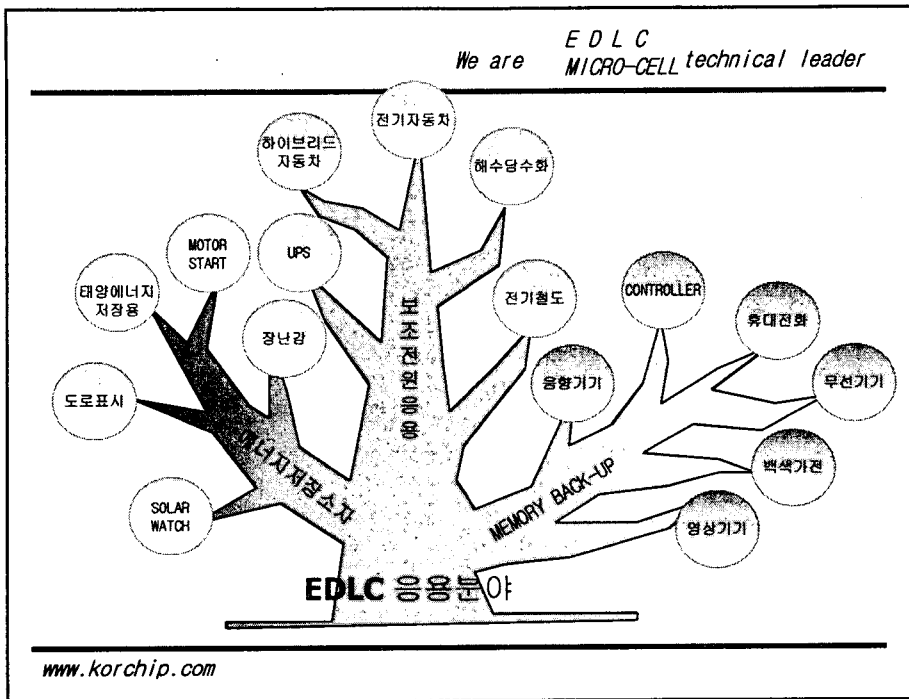 We are
E D L C
MICRO-CELL technical leader
전기자동차
하이브리드
자동차
해수담수화
MOTOR
START
UPS
태양에너지
저장용
장난감
전기철도
CONTROLLER
휴대전화
도로표시
음향기기
무선기기
백색가전
SOLAR
WATCH
영상기기
에너지저장소자
보조전원응용
MEMORY BACK-UP
EDLC 응용분야
www.korchip.com